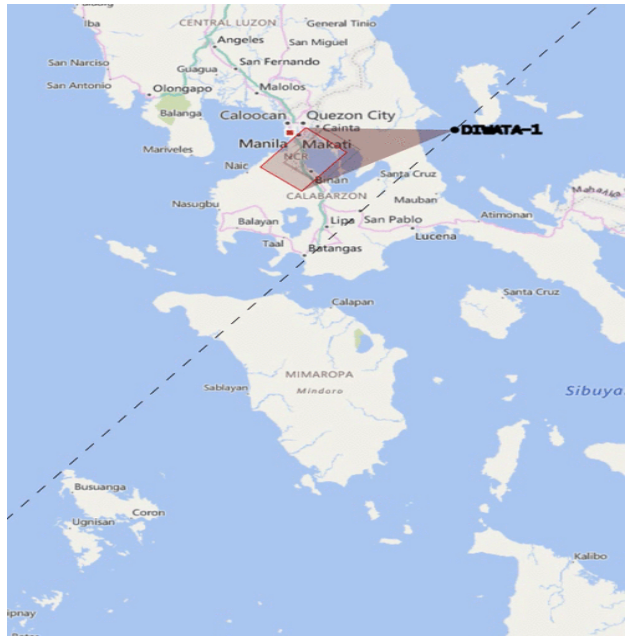 Iba
CENTRAL LUZON
General Tinio
Angeles
San Miguel
San Narciso
San Fernando
Guagua
San Antonio
Olongapo
Malolos
Balanga
Caloocan
Quezon City
Cainta
DIWATA-1
Mariveles
Manila
Makati
NCR
Naic
Binan
Santa Cruz
CALABARZON
Nasugbu
Mauban
Balayan
Lipa
San Pablo
Atimonan
Taal
Lucena
Batangas
Calapan
Santa Cruz
MIMAROPA
Mindoro
Sablayan
Sibuya
Busuanga
Coron
Ugnisan
Kalibo